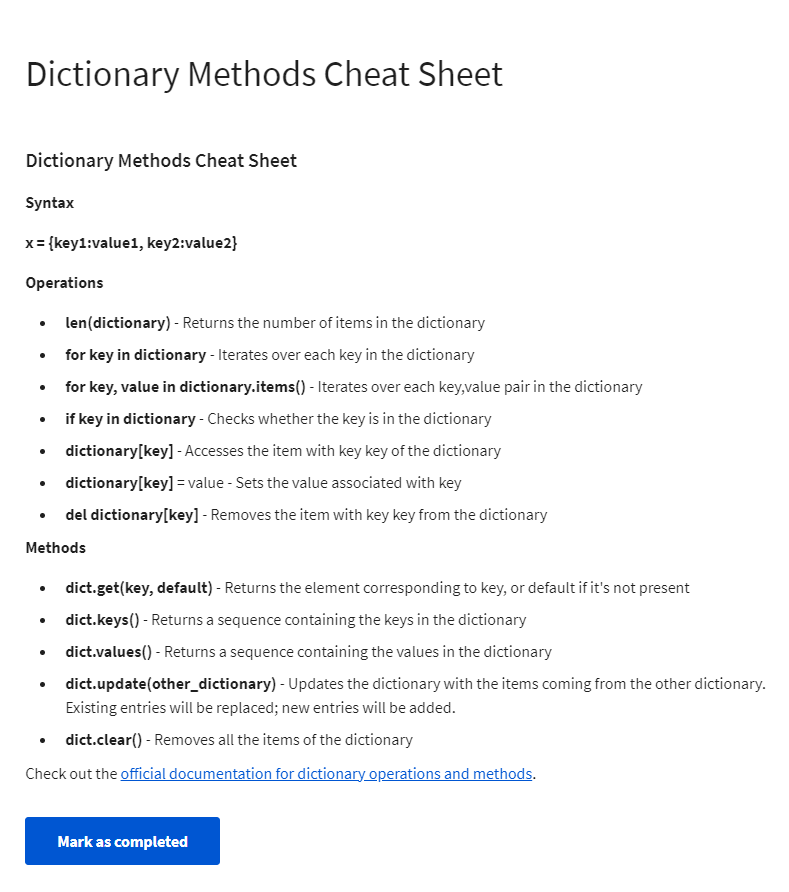 Dictionary Methods Cheat Sheet
Dictionary Methods Cheat Sheet
Syntax
x = {key1:value1, key2:value2}
Operations
• len(dictionary) - Returns the number of items in the dictionary
• for key in dictionary - Iterates over each key in the dictionary
• for key, value in dictionary.items() - Iterates over each key,value pair in the dictionary
• if key in dictionary - Checks whether the key is in the dictionary
• dictionary[key] - Accesses the item with key key of the dictionary
• dictionary[key] = value - Sets the value associated with key
• del dictionary[key] - Removes the item with key key from the dictionary
Methods
• dict.get(key, default) - Returns the element corresponding to key, or default if it's not present
• dict.keys() - Returns a sequence containing the keys in the dictionary
• dict.values() - Returns a sequence containing the values in the dictionary
• dict.update(other_dictionary) - Updates the dictionary with the items coming from the other dictionary.
Existing entries will be replaced; new entries will be added.
• dict.clear() - Removes all the items of the dictionary
Check out the official documentation for dictionary operations and methods.
Mark as completed